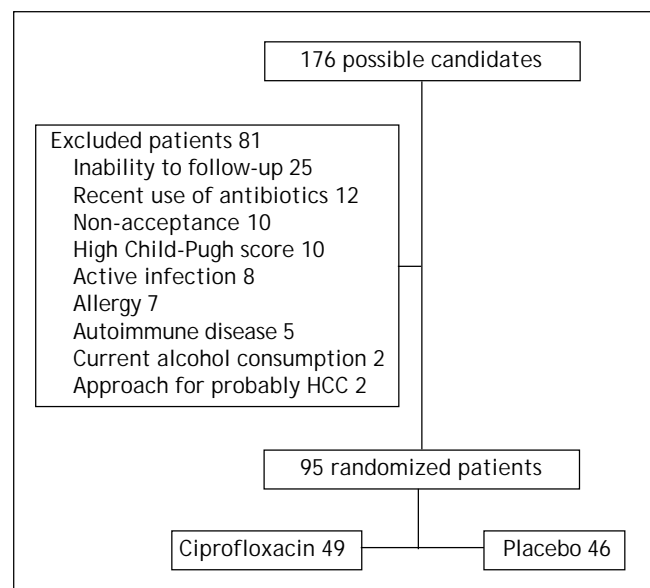 176 possible candidates
Excluded patients 81
Inability to follow-up 25
Recent use of antibiotics 12
Non-acceptance 10
High Child-Pugh score 10
Active infection 8
Allergy 7
Autoimmune disease 5
Current alcohol consumption 2
Approach for probably HCC 2
95 randomized patients
Ciprofloxacin 49
Placebo 46